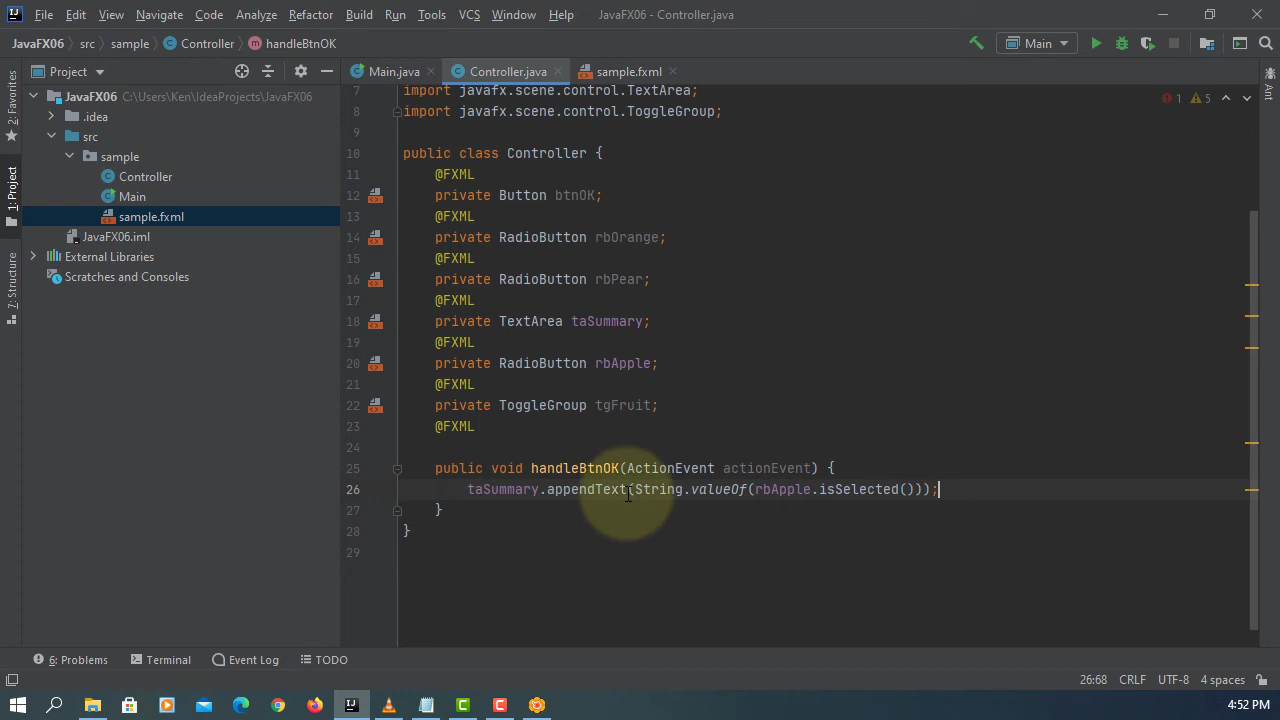 File Edit View Navigate Code Analyze Refactor Build Run Tools VCS Window Help JavaFX06 - Controller.java
JavaFX06 src sample Controller handleBtnOK Main
Project Main.java Controller.java sample.fxml
2: Favorites
1: Project
7: Structure
Ant
JavaFX06 C:\Users\Ken\IdeaProjects\JavaFX06
.idea
src
sample
Controller
Main
sample.fxml
JavaFX06.iml
External Libraries
Scratches and Consoles
1 5
7 import javafx.scene.control.TextArea;
8 import javafx.scene.control.ToggleGroup;
9
10 public class Controller {
11 @FXML
12 private Button btnOK;
13 @FXML
14 private RadioButton rbOrange;
15 @FXML
16 private RadioButton rbPear;
17 @FXML
18 private TextArea taSummary;
19 @FXML
20 private RadioButton rbApple;
21 @FXML
22 private ToggleGroup tgFruit;
23 @FXML
24
25 public void handleBtnOK(ActionEvent actionEvent) {
26 taSummary.appendText(String.valueOf(rbApple.isSelected()));
27 }
28 }
29
6: Problems Terminal Event Log TODO
26:68 CRLF UTF-8 4 spaces
4:52 PM